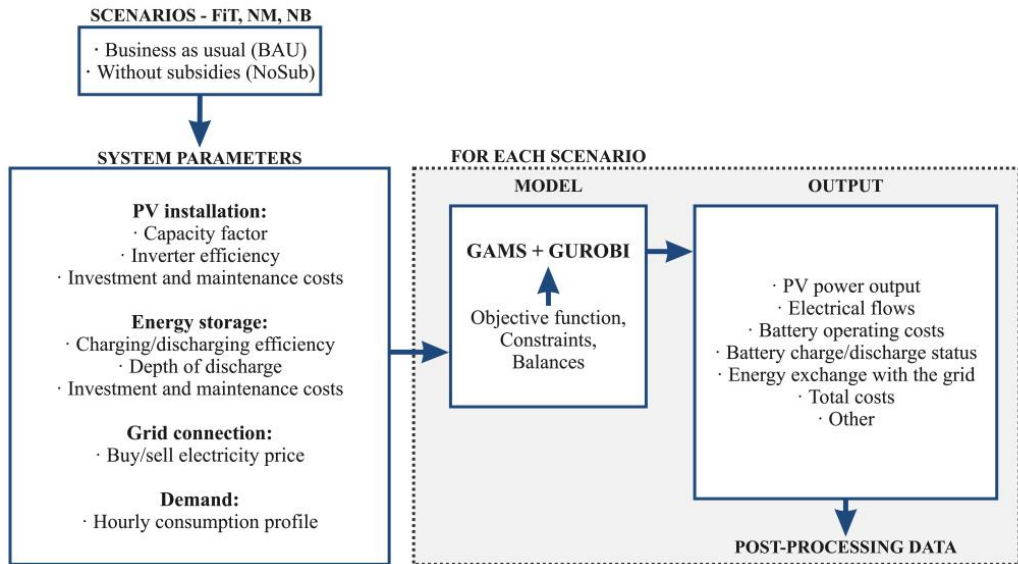 SCENARIOS - FiT, NM, NB
· Business as usual (BAU)
· Without subsidies (NoSub)
SYSTEM PARAMETERS
PV installation:
· Capacity factor
· Inverter efficiency
· Investment and maintenance costs
Energy storage:
· Charging/discharging efficiency
· Depth of discharge
· Investment and maintenance costs
Grid connection:
· Buy/sell electricity price
Demand:
· Hourly consumption profile
FOR EACH SCENARIO
MODEL
GAMS + GUROBI
Objective function,
Constraints,
Balances
OUTPUT
· PV power output
· Electrical flows
· Battery operating costs
· Battery charge/discharge status
· Energy exchange with the grid
· Total costs
· Other
POST-PROCESSING DATA